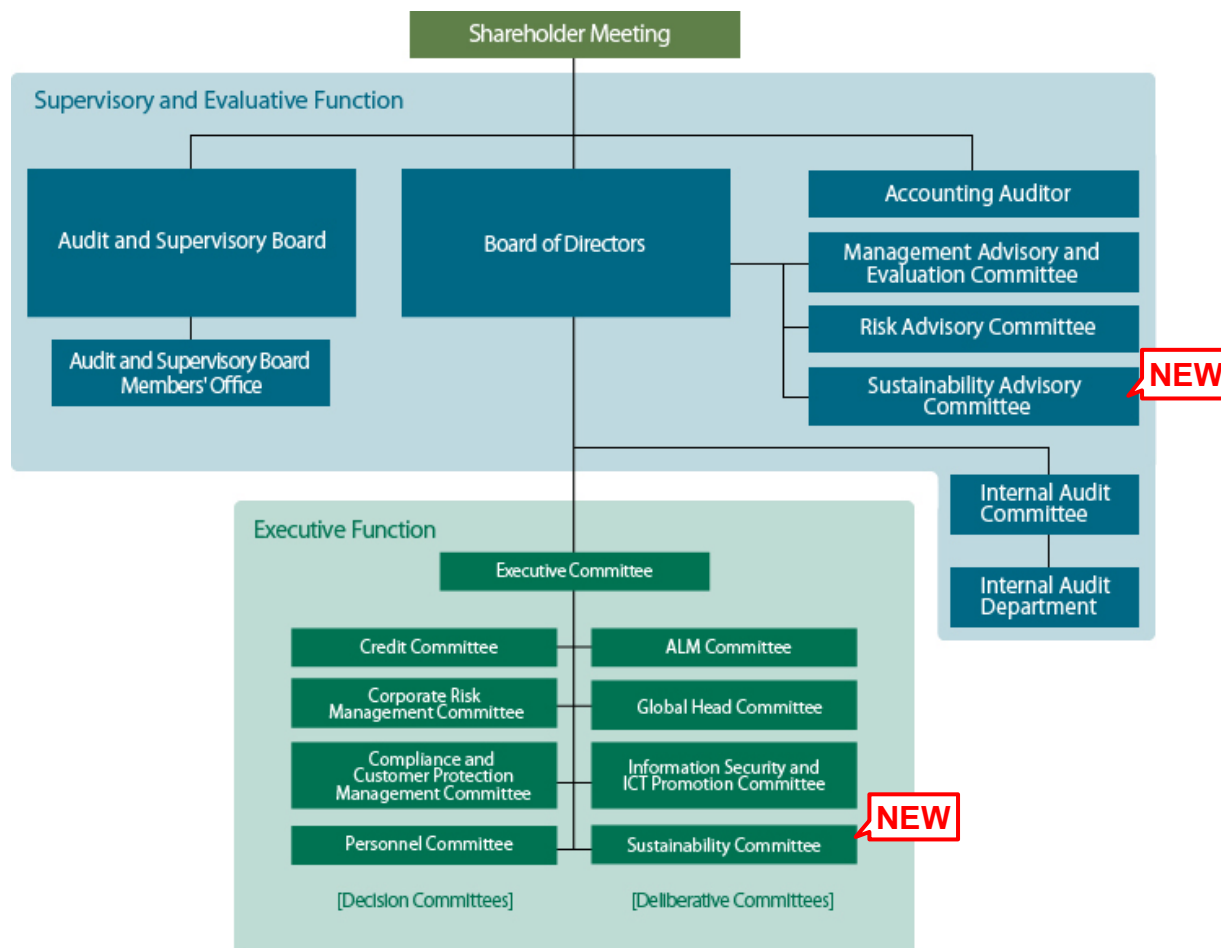 Shareholder Meeting
Supervisory and Evaluative Function
Audit and Supervisory Board
Board of Directors
Accounting Auditor
Management Advisory and
Evaluation Committee
Risk Advisory Committee
Audit and Supervisory Board
Members' Office
Sustainability Advisory
Committee
NEW
Internal Audit
Committee
Internal Audit
Department
Executive Function
Executive Committee
Credit Committee
ALM Committee
Corporate Risk
Management Committee
Global Head Committee
Compliance and
Customer Protection
Management Committee
Information Security and
ICT Promotion Committee
NEW
Personnel Committee
Sustainability Committee
[Decision Committees]
[Deliberative Committees]